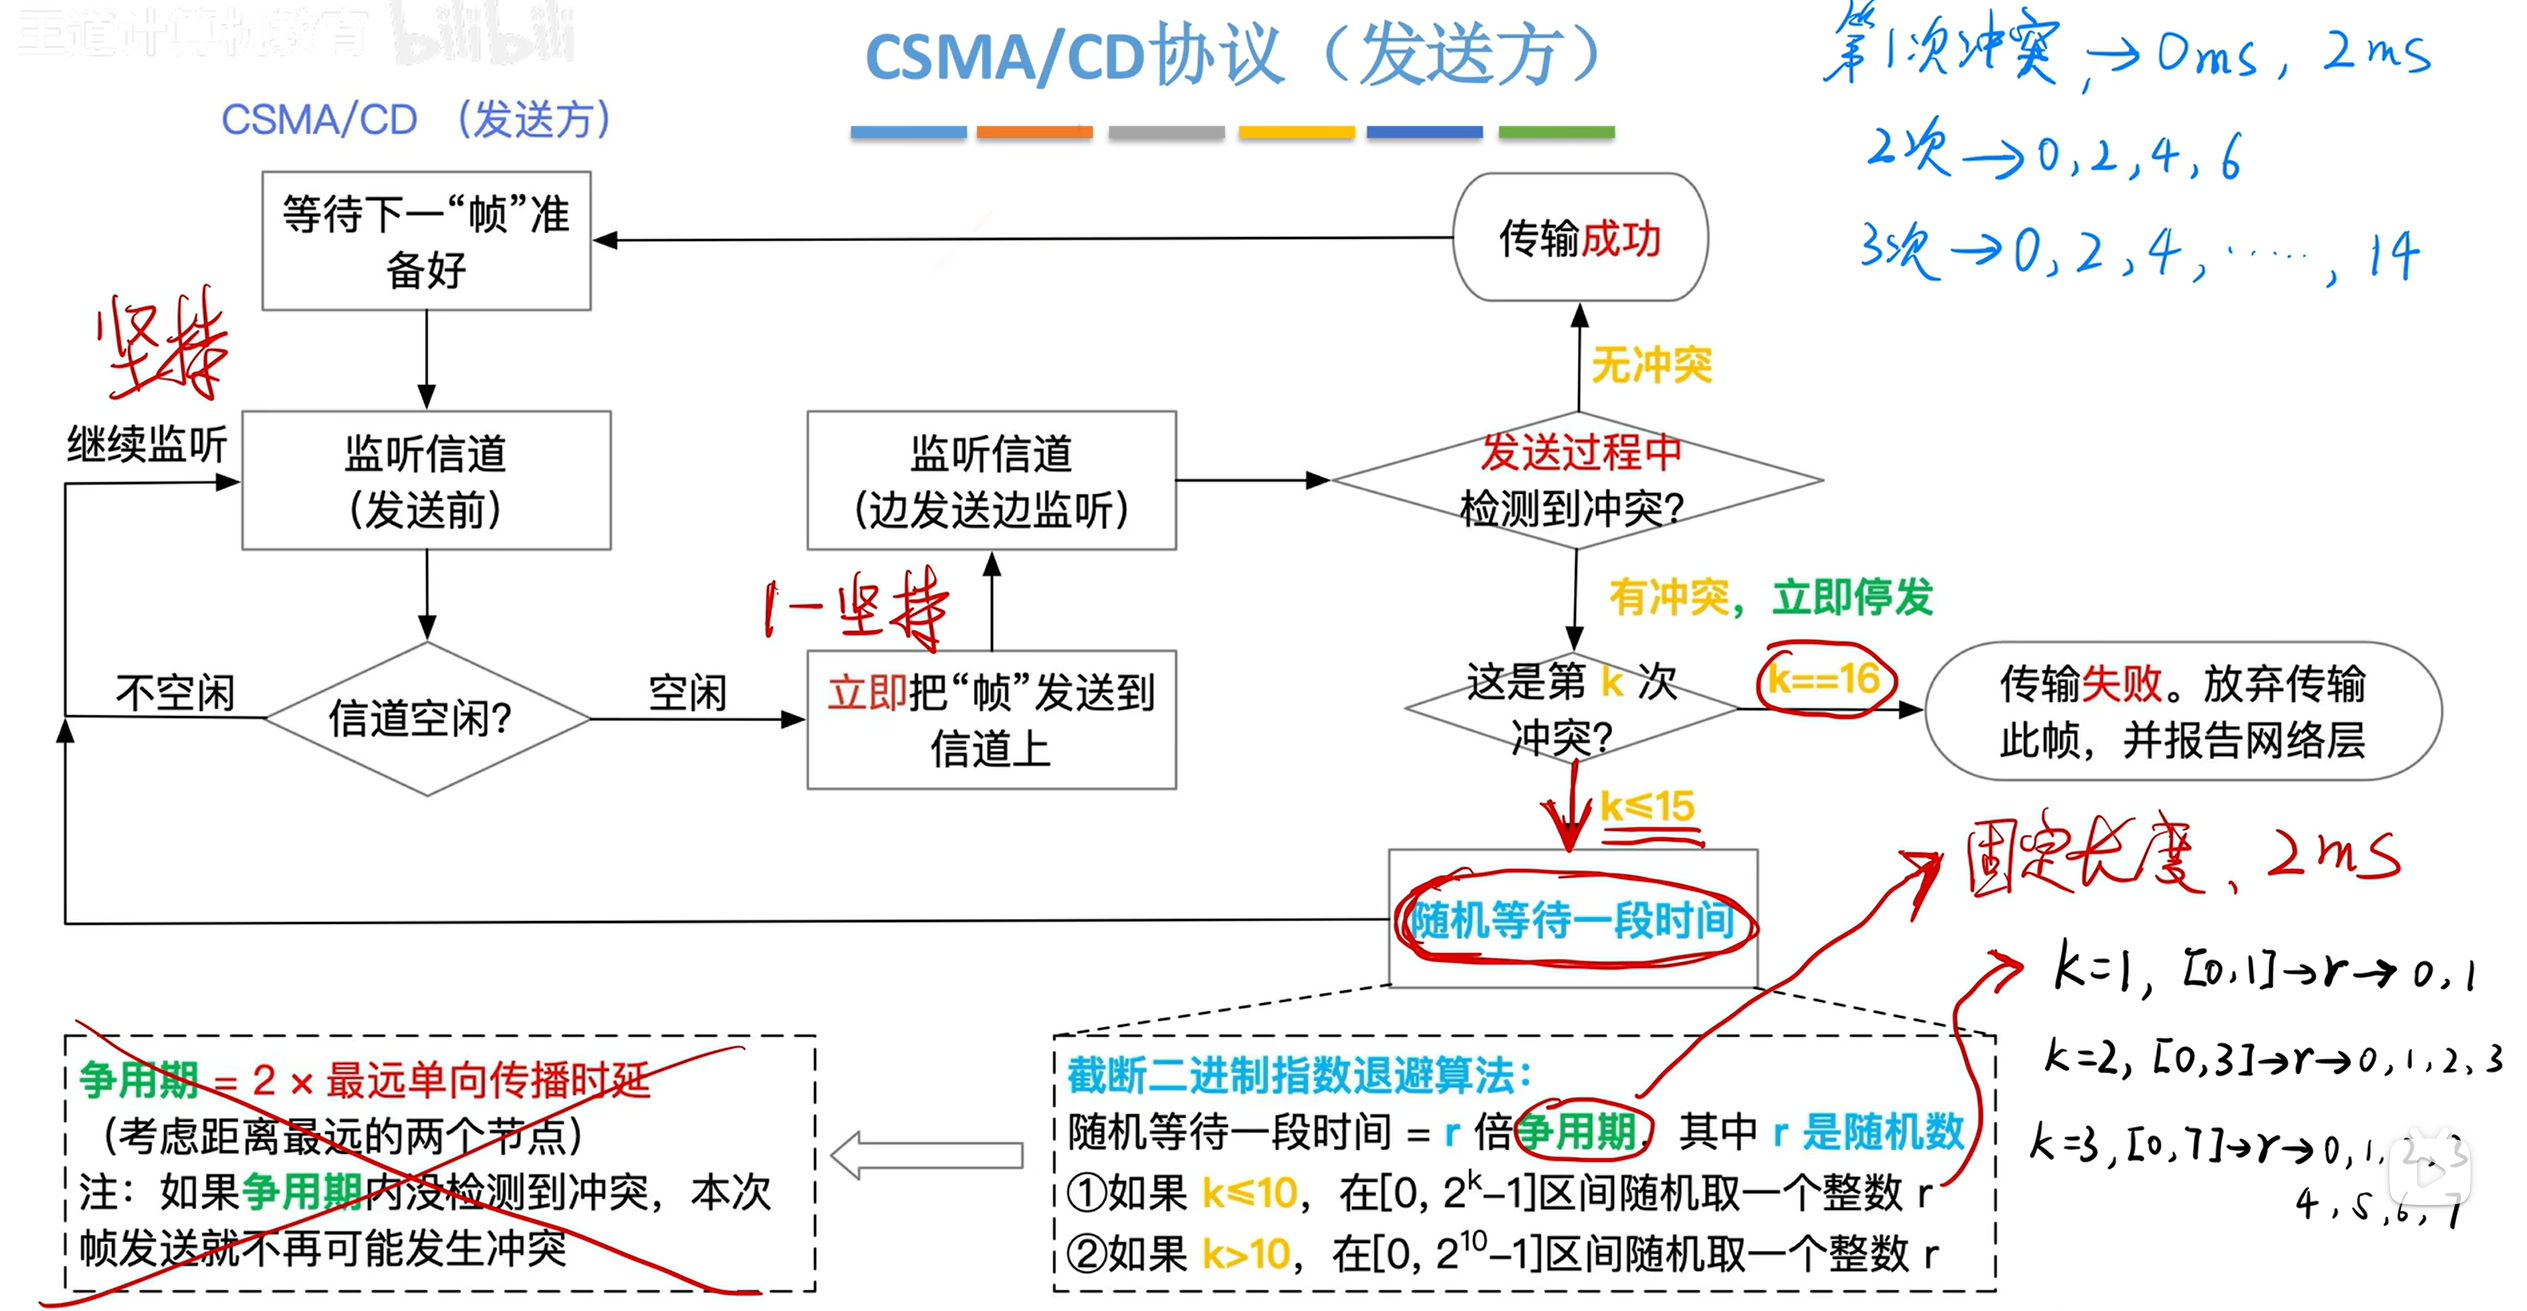 王道计算机教育 bilibili
CSMA/CD协议（发送方）
CSMA/CD （发送方）
第1次冲突, → 0ms, 2ms
2次 → 0, 2, 4, 6
3次 → 0, 2, 4, ……, 14
等待下一“帧”准
备好
传输成功
坚持
无冲突
继续监听
监听信道
（发送前）
监听信道
（边发送边监听）
发送过程中
检测到冲突?
1-坚持
有冲突，立即停发
不空闲
信道空闲?
空闲
立即把“帧”发送到
信道上
这是第 k 次
冲突?
k==16
传输失败。放弃传输
此帧，并报告网络层
k≤15
固定长度, 2ms
随机等待一段时间
k=1, [0,1]→r→ 0, 1
k=2, [0,3]→r→0, 1, 2, 3
k=3, [0,7]→r→ 0, 1, 2, 3
4, 5, 6, 7
争用期 = 2 × 最远单向传播时延
（考虑距离最远的两个节点）
注：如果争用期内没检测到冲突，本次
帧发送就不再可能发生冲突
截断二进制指数退避算法：
随机等待一段时间 = r 倍争用期，其中 r 是随机数
①如果 k≤10，在[0, 2^k–1]区间随机取一个整数 r
②如果 k>10，在[0, 2^10–1]区间随机取一个整数 r